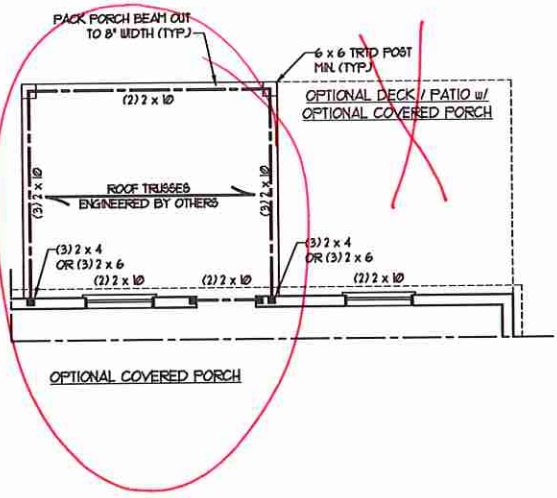 PACK PORCH BEAM OUT
TO 8" WIDTH (TYP.)
6 x 6 TRTD POST
MIN. (TYP.)
(2) 2 x 10
OPTIONAL DECK / PATIO w/
OPTIONAL COVERED PORCH
(3) 2 x 10
ROOF TRUSSES
ENGINEERED BY OTHERS
(3) 2 x 10
(3) 2 x 4
OR (3) 2 x 6
(3) 2 x 4
OR (3) 2 x 6
(2) 2 x 10
(2) 2 x 10
(2) 2 x 10
OPTIONAL COVERED PORCH